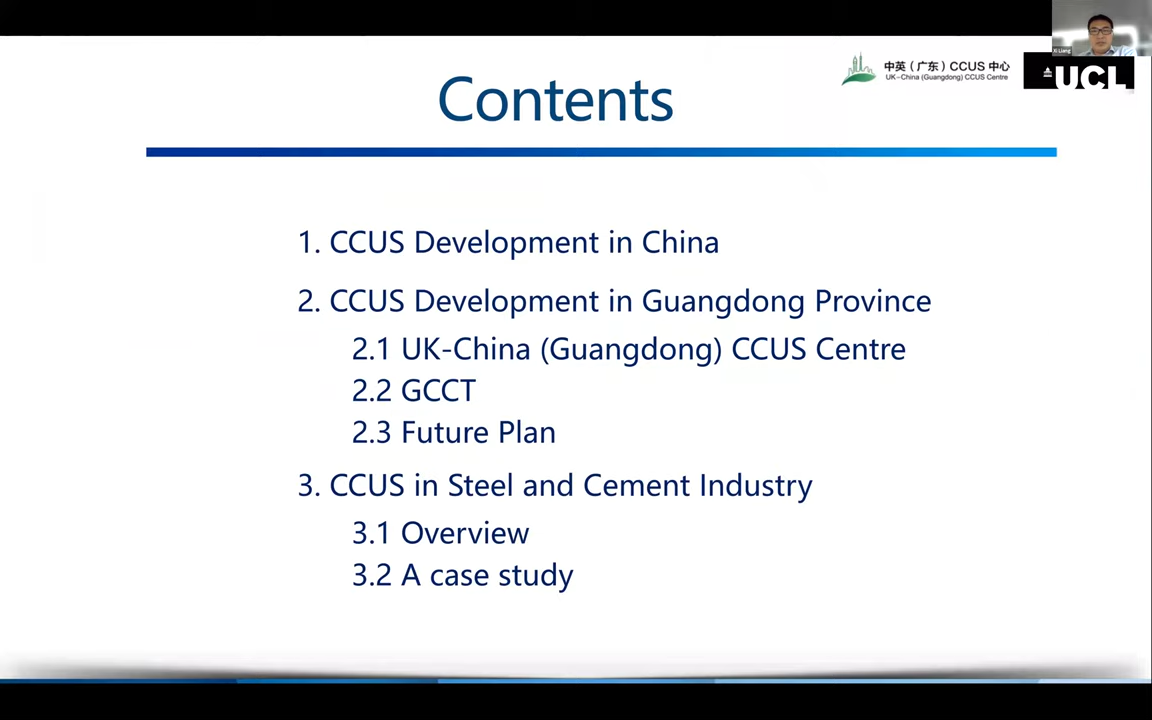 Xi Liang
中英（广东）CCUS 中心
UK-China (Guangdong) CCUS Centre
UCL
Contents
1. CCUS Development in China
2. CCUS Development in Guangdong Province
2.1 UK-China (Guangdong) CCUS Centre
2.2 GCCT
2.3 Future Plan
3. CCUS in Steel and Cement Industry
3.1 Overview
3.2 A case study